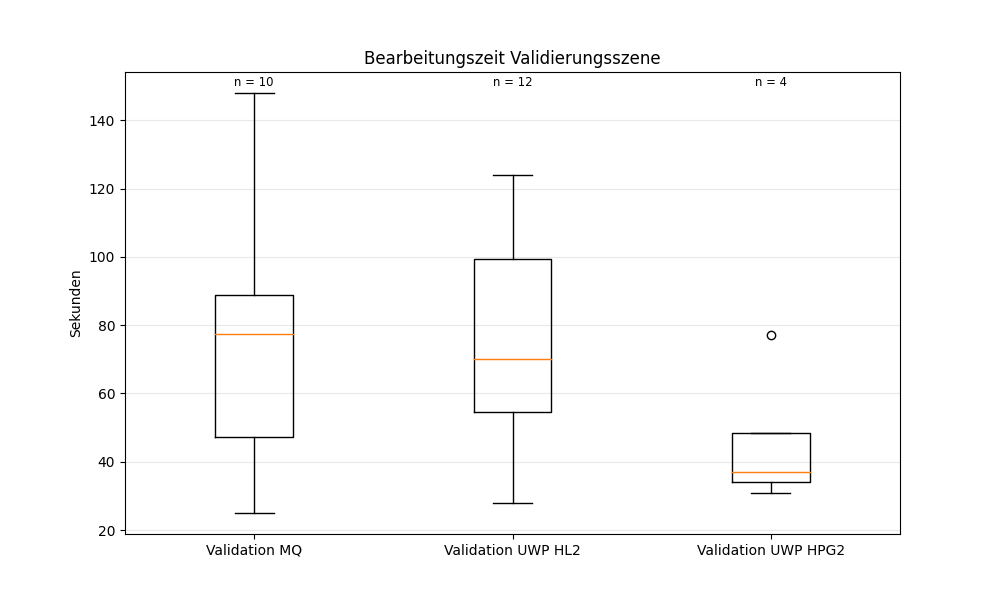 Bearbeitungszeit Validierungsszene
n = 10
n = 12
n = 4
140
120
100
80
60
40
20
Sekunden
Validation MQ
Validation UWP HL2
Validation UWP HPG2